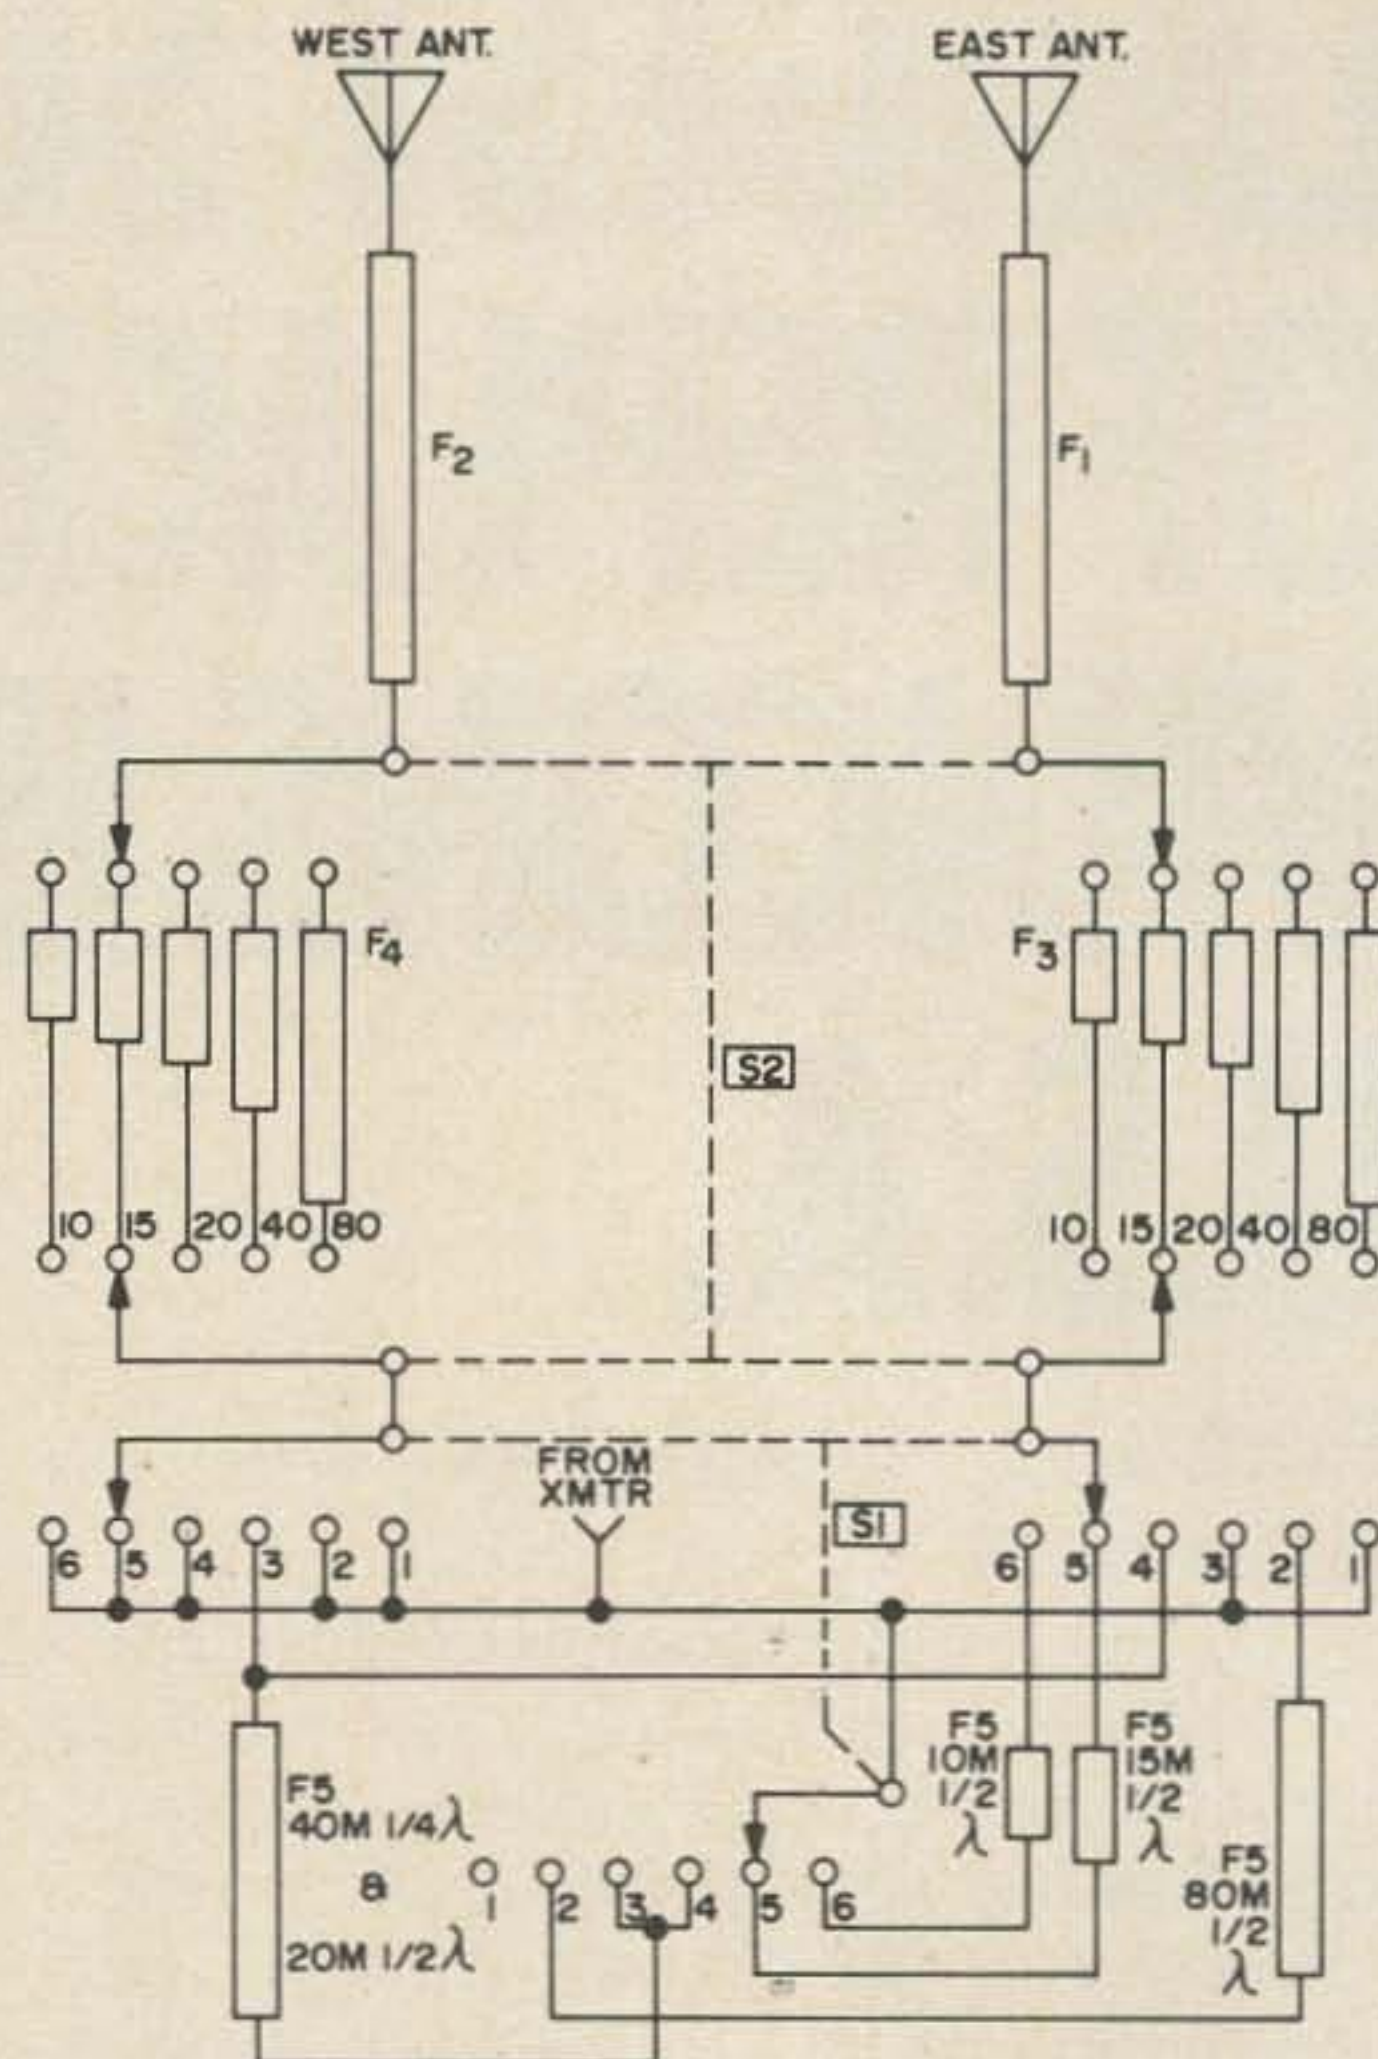 WEST ANT.
EAST ANT.
F2
F1
F4
F3
S2
10 15 20 40 80
10 15 20 40 80
FROM
XMTR
S1
6 5 4 3 2 1
6 5 4 3 2 1
F5
10M
1/2
λ
F5
15M
1/2
λ
F5
40M 1/4λ
&
20M 1/2λ
1 2 3 4 5 6
F5
80M
1/2
λ